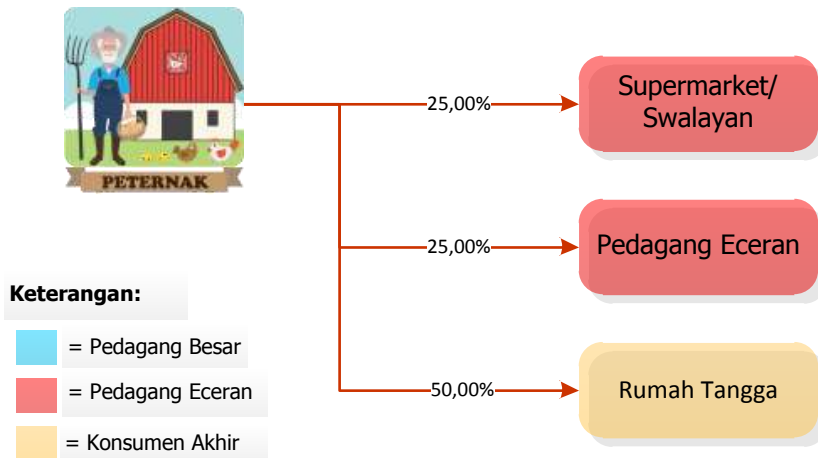 PETERNAK
25,00%
Supermarket/
Swalayan
25,00%
Pedagang Eceran
50,00%
Rumah Tangga
Keterangan:
= Pedagang Besar
= Pedagang Eceran
= Konsumen Akhir